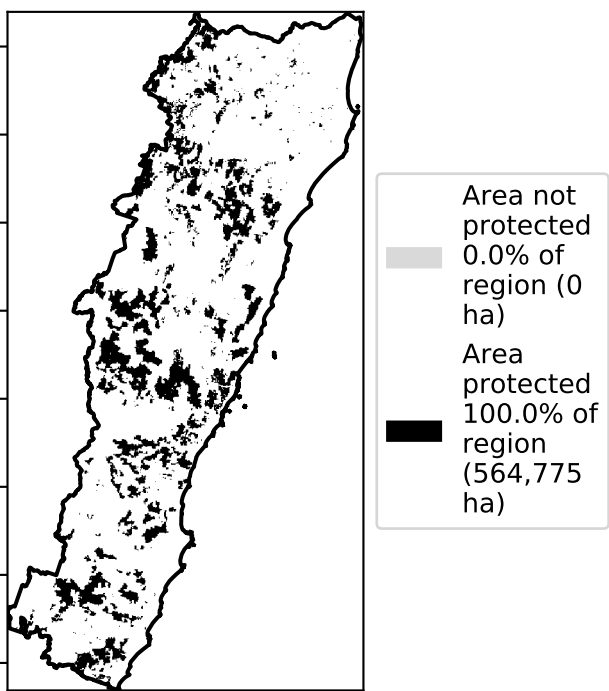 Area not
protected
0.0% of
region (0
ha)
Area
protected
100.0% of
region
(564,775
ha)